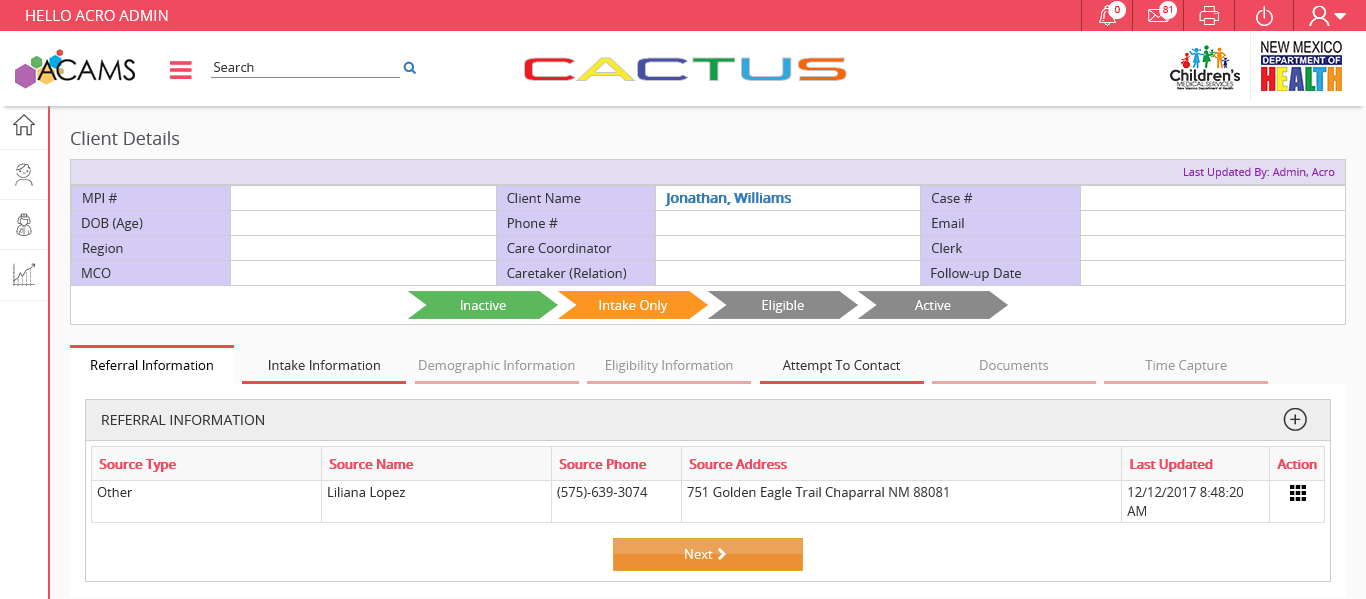 HELLO ACRO ADMIN
0
81
ACAMS
Search
CACTUS
Children's
MEDICAL SERVICES
New Mexico Department of Health
NEW MEXICO
DEPARTMENT OF
HEALTH
Client Details
Last Updated By: Admin, Acro
MPI # Client Name Jonathan, Williams Case #
DOB (Age) Phone # Email
Region Care Coordinator Clerk
MCO Caretaker (Relation) Follow-up Date
Inactive Intake Only Eligible Active
Referral Information Intake Information Demographic Information Eligibility Information Attempt To Contact Documents Time Capture
REFERRAL INFORMATION
Source Type Source Name Source Phone Source Address Last Updated Action
Other Liliana Lopez (575)-639-3074 751 Golden Eagle Trail Chaparral NM 88081 12/12/2017 8:48:20
AM
Next